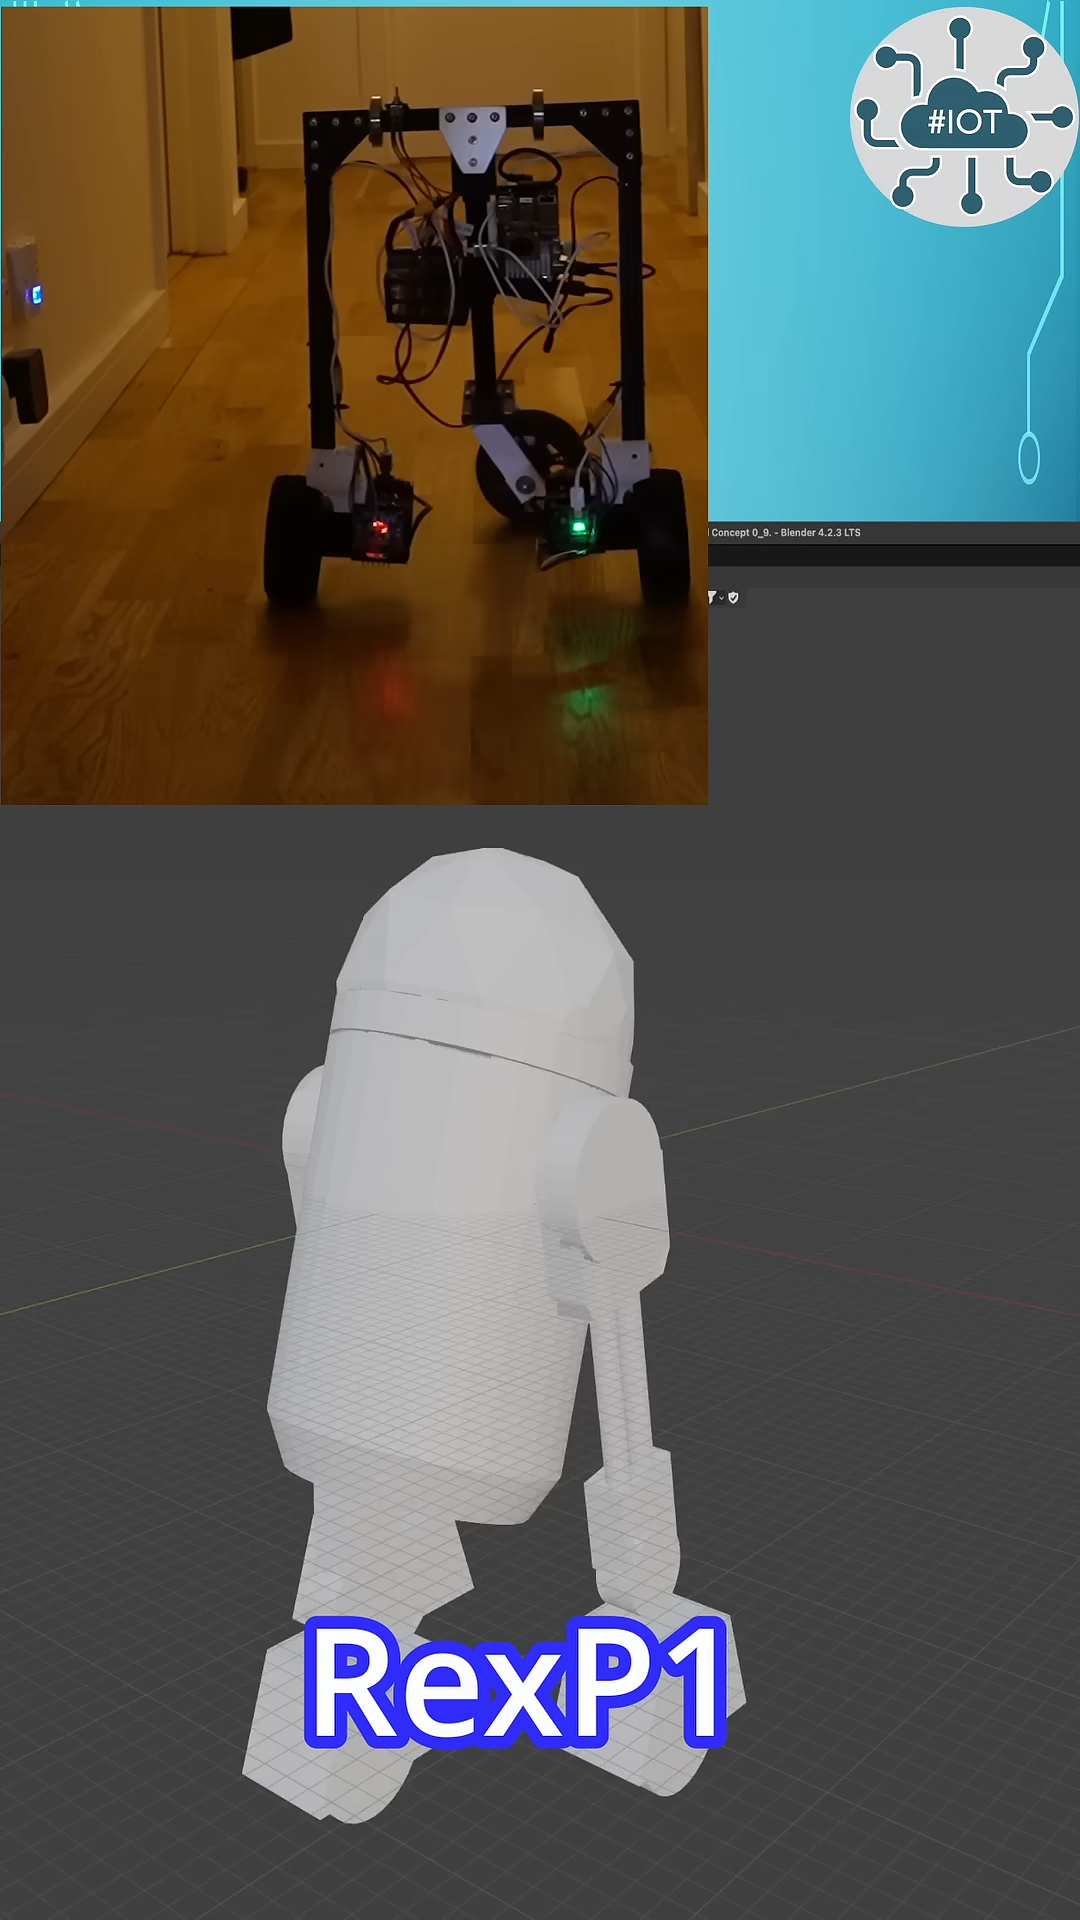 #IOT
Concept 0_9. - Blender 4.2.3 LTS
RexP1